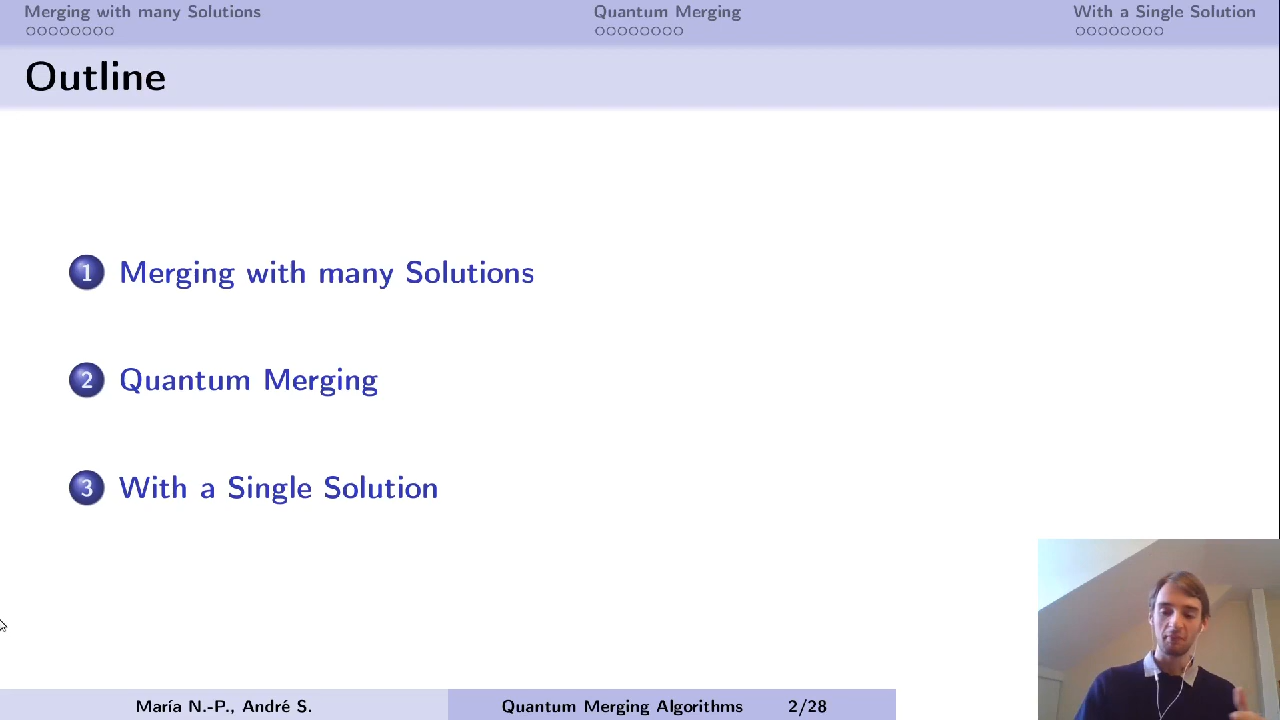 Merging with many Solutions Quantum Merging With a Single Solution
Outline
1 Merging with many Solutions
2 Quantum Merging
3 With a Single Solution
María N.-P., André S. Quantum Merging Algorithms 2/28